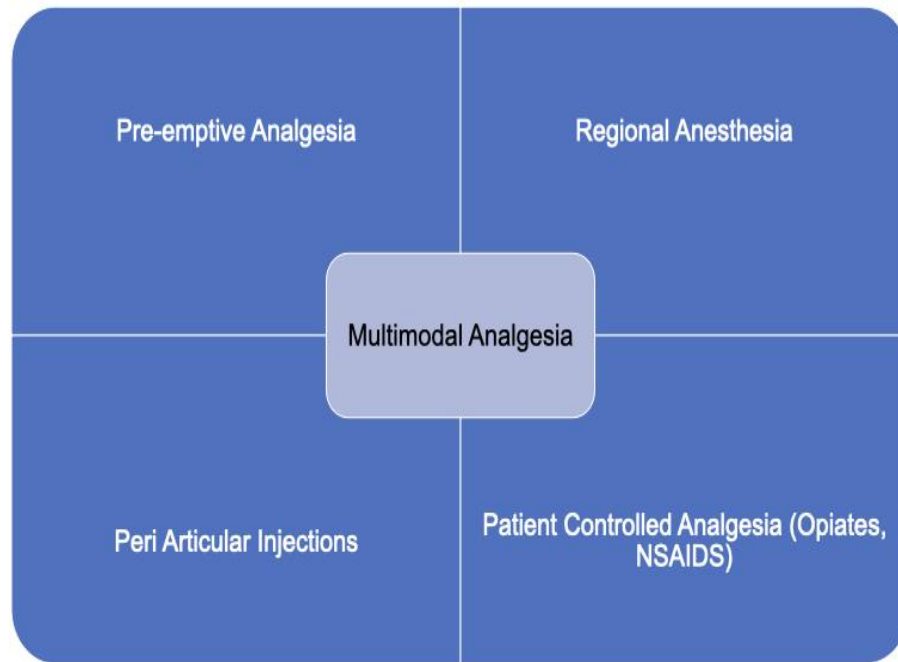 Pre-emptive Analgesia
Regional Anesthesia
Multimodal Analgesia
Peri Articular Injections
Patient Controlled Analgesia (Opiates,
NSAIDS)